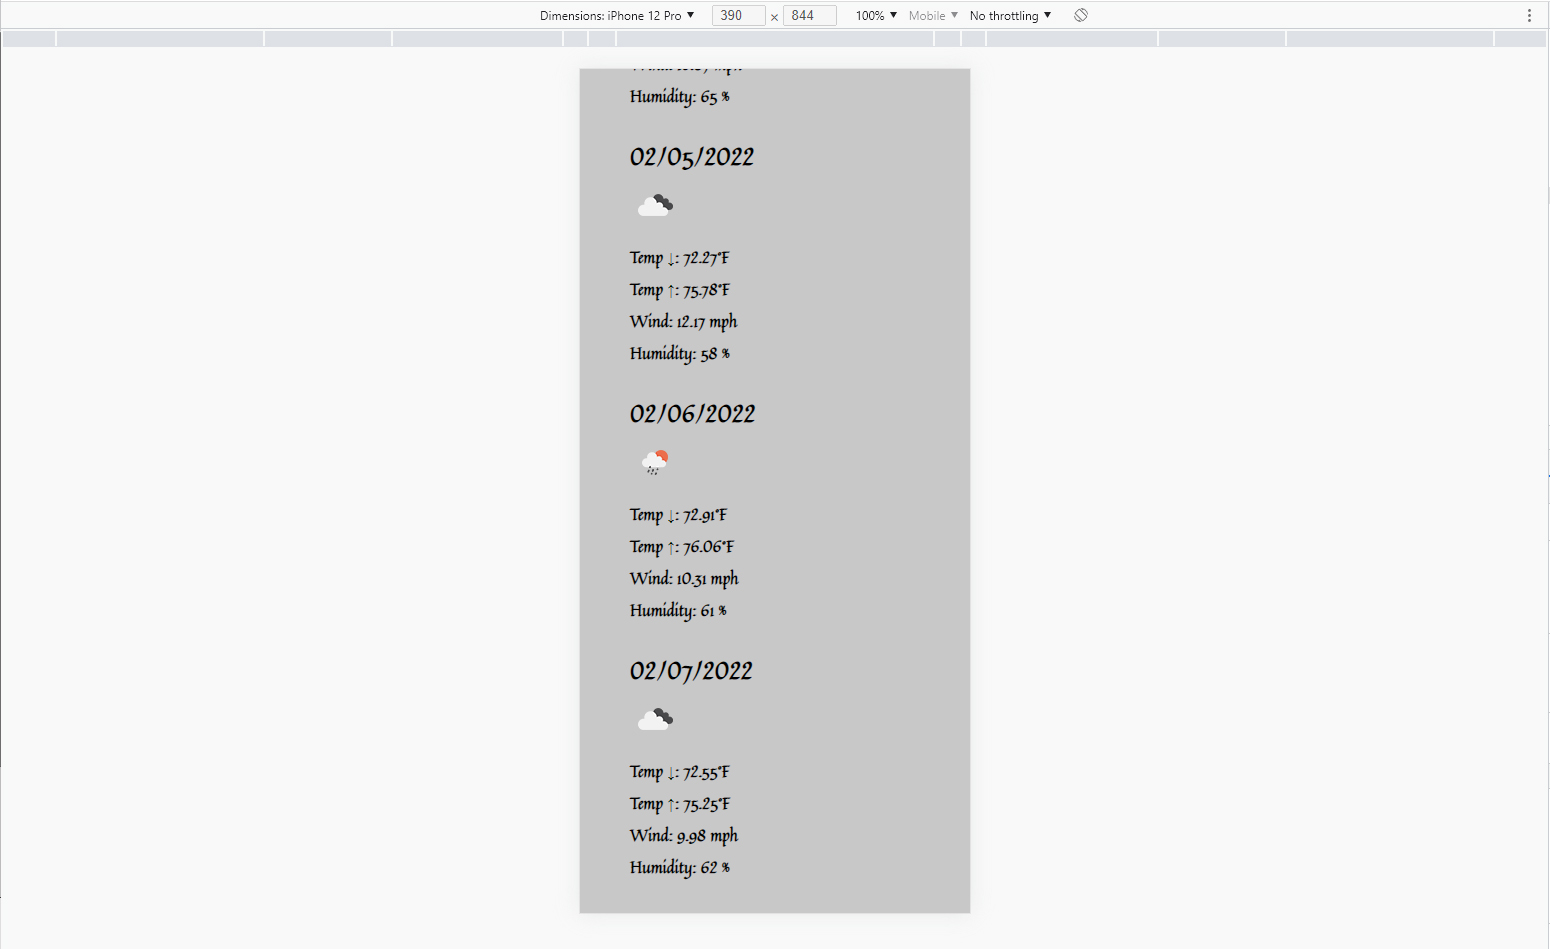 Dimensions: iPhone 12 Pro ▼ 390 × 844 100% ▼ Mobile ▼ No throttling ▼
mph
Humidity: 65 %
02/05/2022
Temp ↓: 72.27°F
Temp ↑: 75.78°F
Wind: 12.17 mph
Humidity: 58 %
02/06/2022
Temp ↓: 72.91°F
Temp ↑: 76.06°F
Wind: 10.31 mph
Humidity: 61 %
02/07/2022
Temp ↓: 72.55°F
Temp ↑: 75.25°F
Wind: 9.98 mph
Humidity: 62 %